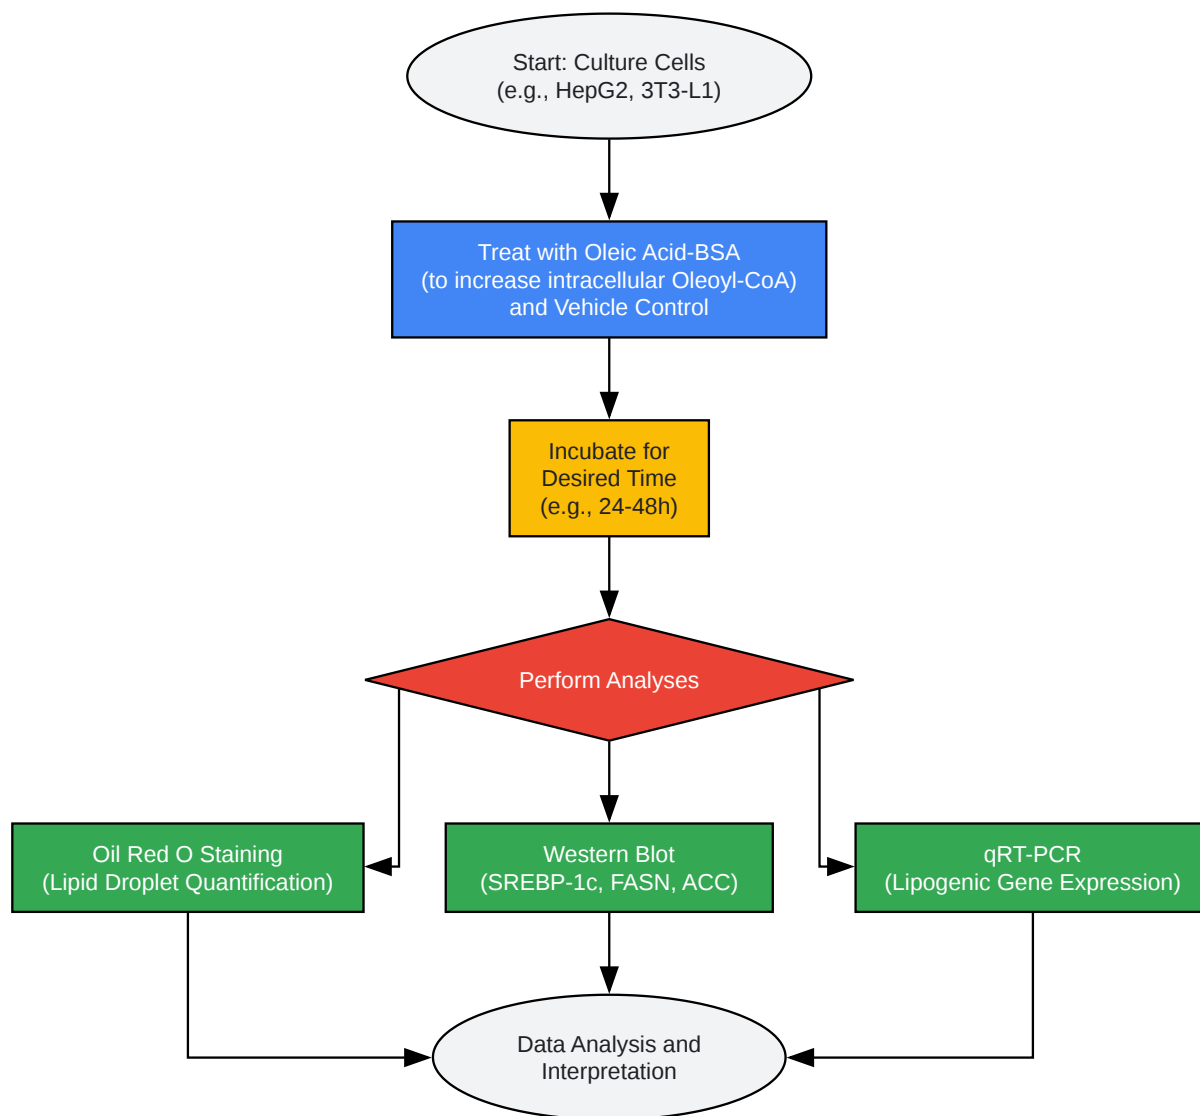 Start: Culture Cells
(e.g., HepG2, 3T3-L1)
Treat with Oleic Acid-BSA
(to increase intracellular Oleoyl-CoA)
and Vehicle Control
Incubate for
Desired Time
(e.g., 24-48h)
Perform Analyses
Oil Red O Staining
(Lipid Droplet Quantification)
Western Blot
(SREBP-1c, FASN, ACC)
qRT-PCR
(Lipogenic Gene Expression)
Data Analysis and
Interpretation